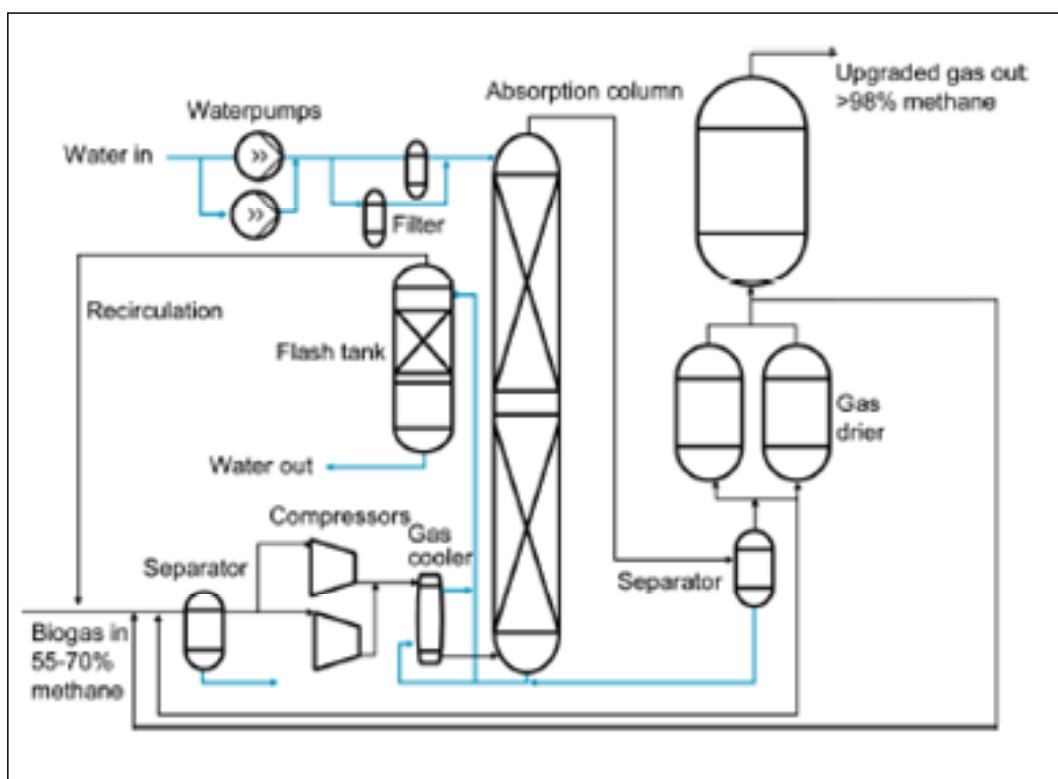 Absorption column
Upgraded gas out:
>98% methane
Waterpumps
Water in
Filter
Recirculation
Flash tank
Gas
drier
Water out
Compressors
Gas
cooler
Separator
Separator
Biogas in
55-70%
methane